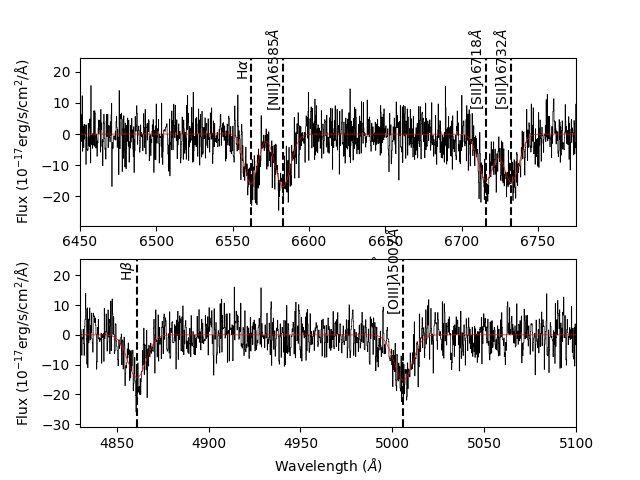 Hα
[NII]λ6585Å
[SII]λ6718Å
[SII]λ6732Å
20
10
0
−10
−20
Flux (10⁻¹⁷erg/s/cm²/Å)
6450 6500 6550 6600 6650 6700 6750
Hβ
[OIII]λ5007Å
20
10
0
−10
−20
−30
Flux (10⁻¹⁷erg/s/cm²/Å)
4850 4900 4950 5000 5050 5100
Wavelength (Å)